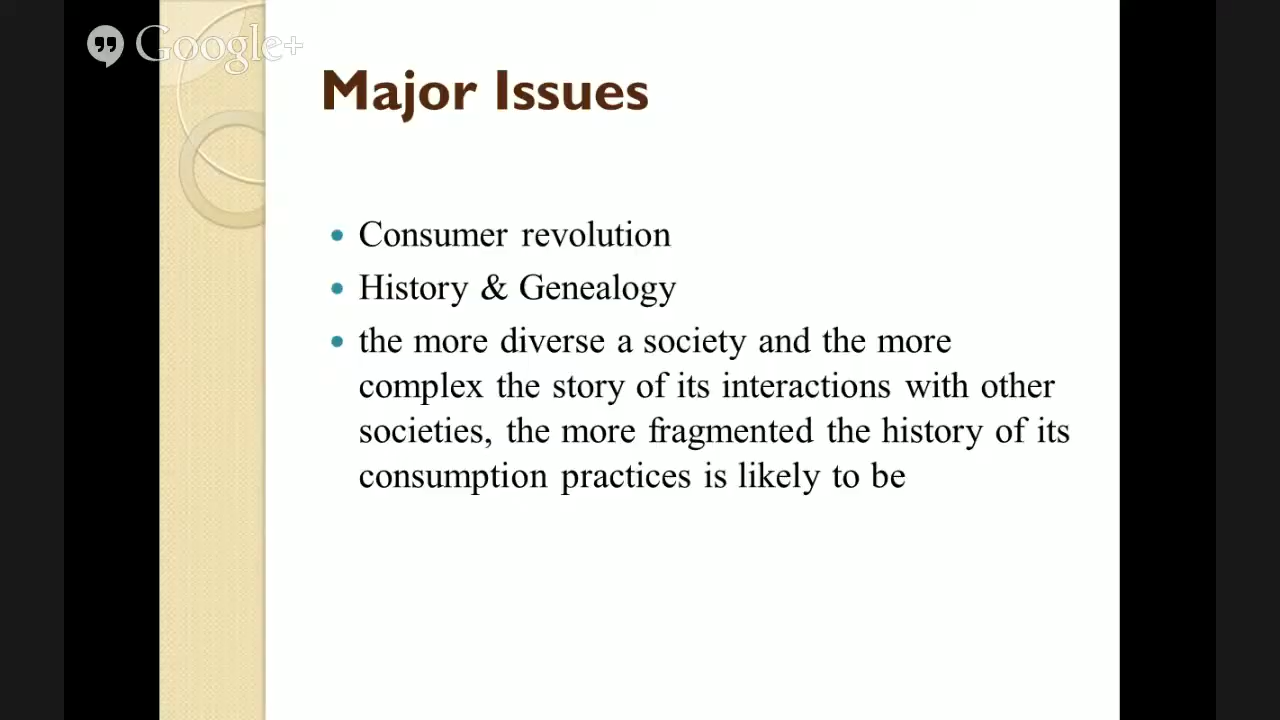 Google+
Major Issues
• Consumer revolution
• History & Genealogy
• the more diverse a society and the more
complex the story of its interactions with other
societies, the more fragmented the history of its
consumption practices is likely to be